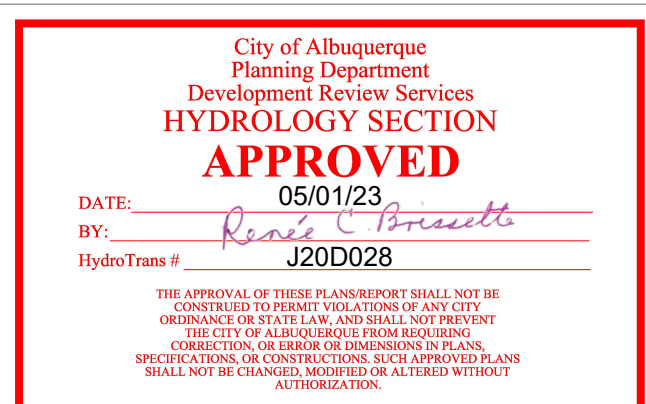 City of Albuquerque
Planning Department
Development Review Services
HYDROLOGY SECTION
APPROVED
DATE: 05/01/23
BY: Renée C. Brissette
HydroTrans # J20D028
THE APPROVAL OF THESE PLANS/REPORT SHALL NOT BE
CONSTRUED TO PERMIT VIOLATIONS OF ANY CITY
ORDINANCE OR STATE LAW, AND SHALL NOT PREVENT
THE CITY OF ALBUQUERQUE FROM REQUIRING
CORRECTION, OR ERROR OR DIMENSIONS IN PLANS,
SPECIFICATIONS, OR CONSTRUCTIONS. SUCH APPROVED PLANS
SHALL NOT BE CHANGED, MODIFIED OR ALTERED WITHOUT
AUTHORIZATION.